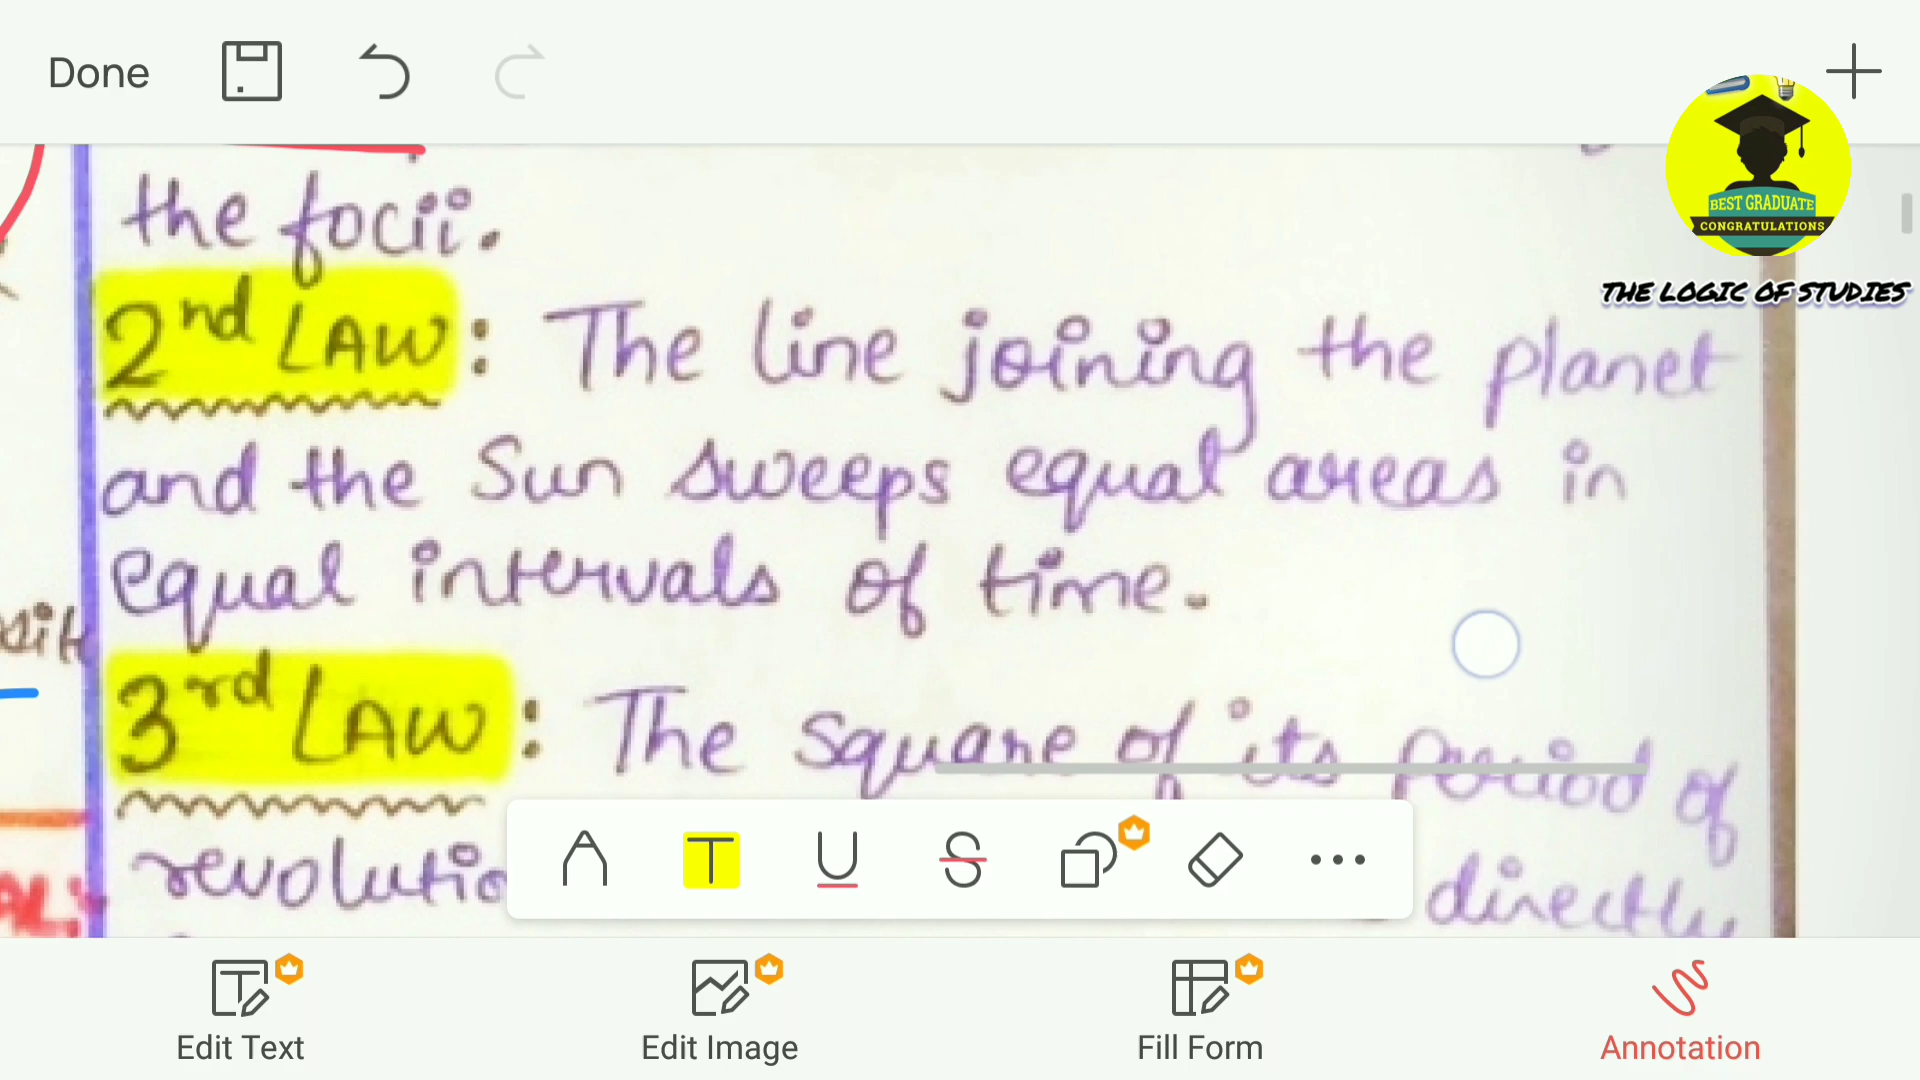 Done
BEST GRADUATE
CONGRATULATIONS
THE LOGIC OF STUDIES
the focii.
2nd LAW : The line joining the planet
and the Sun sweeps equal areas in
equal intervals of time.
3rd LAW : The square of its period of
revolutio directly
T U S
Edit Text
Edit Image
Fill Form
Annotation